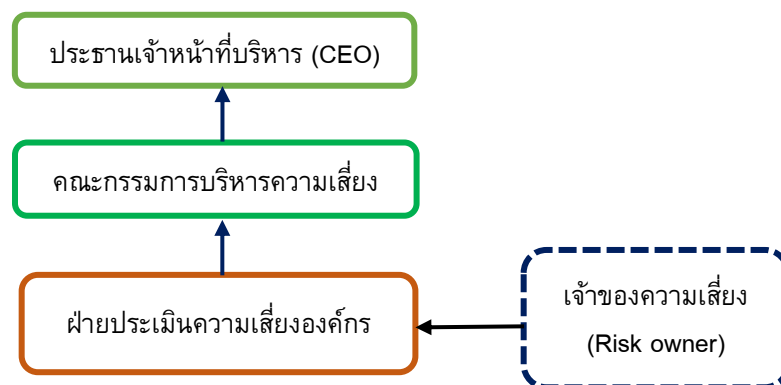 ประธานเจ้าหน้าที่บริหาร (CEO)
คณะกรรมการบริหารความเสี่ยง
ฝ่ายประเมินความเสี่ยงองค์กร
เจ้าของความเสี่ยง
(Risk owner)